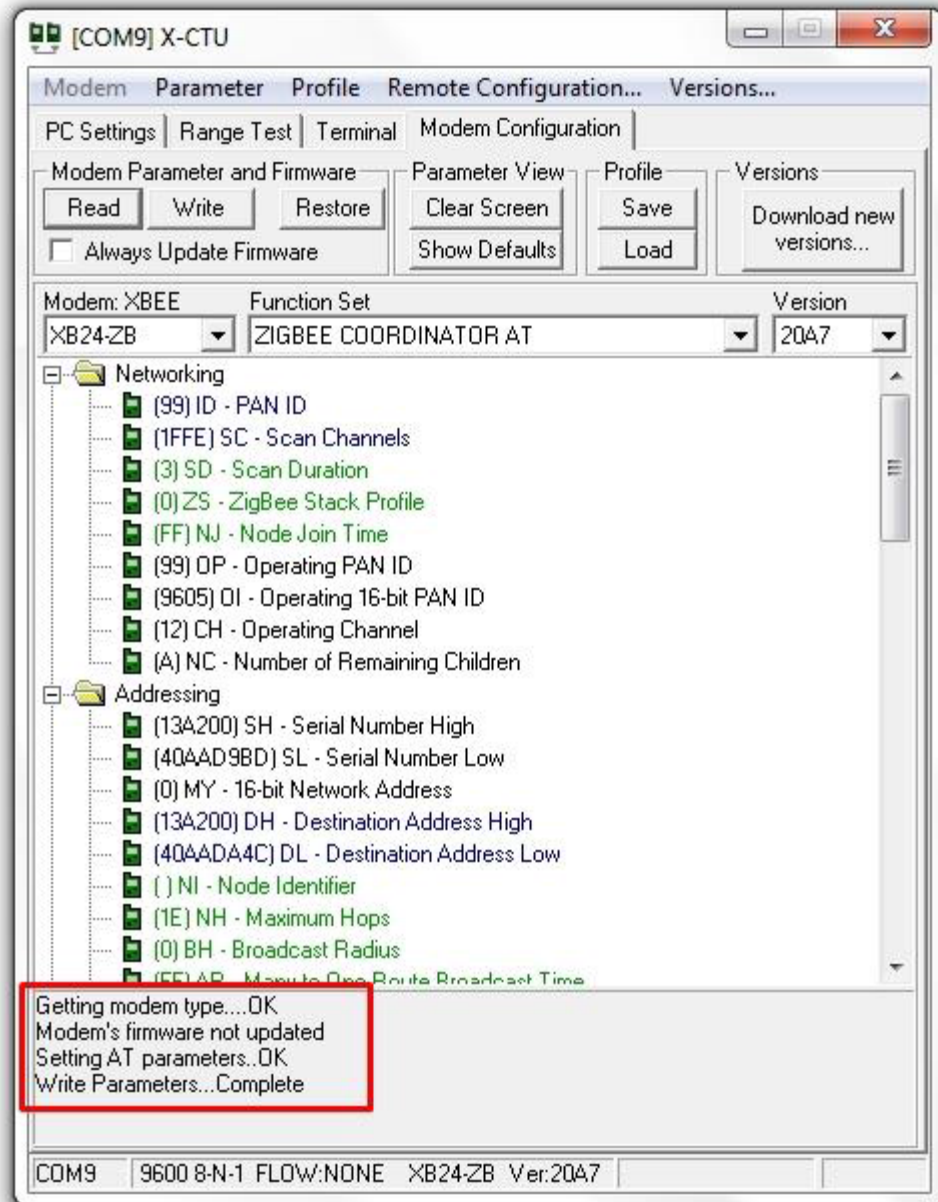 [COM9] X-CTU
Modem Parameter Profile Remote Configuration... Versions...
PC Settings Range Test Terminal Modem Configuration
Modem Parameter and Firmware Parameter View Profile Versions
Read Write Restore Clear Screen Save Download new versions...
Always Update Firmware Show Defaults Load
Modem: XBEE Function Set Version
XB24-ZB ZIGBEE COORDINATOR AT 20A7
Networking
(99) ID - PAN ID
(1FFE) SC - Scan Channels
(3) SD - Scan Duration
(0) ZS - ZigBee Stack Profile
(FF) NJ - Node Join Time
(99) OP - Operating PAN ID
(9605) OI - Operating 16-bit PAN ID
(12) CH - Operating Channel
(A) NC - Number of Remaining Children
Addressing
(13A200) SH - Serial Number High
(40AAD9BD) SL - Serial Number Low
(0) MY - 16-bit Network Address
(13A200) DH - Destination Address High
(40AADA4C) DL - Destination Address Low
( ) NI - Node Identifier
(1E) NH - Maximum Hops
(0) BH - Broadcast Radius
(FF) AR - Many to One Route Broadcast Time
Getting modem type....OK
Modem's firmware not updated
Setting AT parameters..OK
Write Parameters...Complete
COM9 9600 8-N-1 FLOW:NONE XB24-ZB Ver:20A7